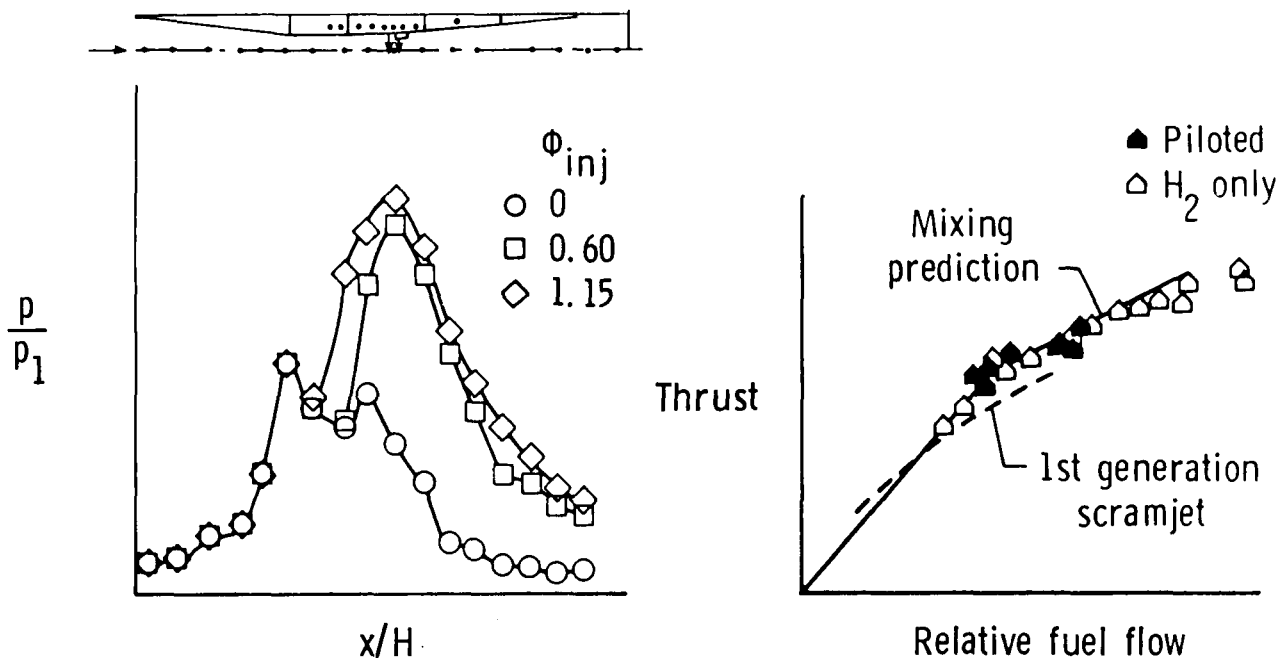 Φinj
0
0.60
1.15
p
p1
x/H
Piloted
H2 only
Mixing
prediction
Thrust
1st generation
scramjet
Relative fuel flow